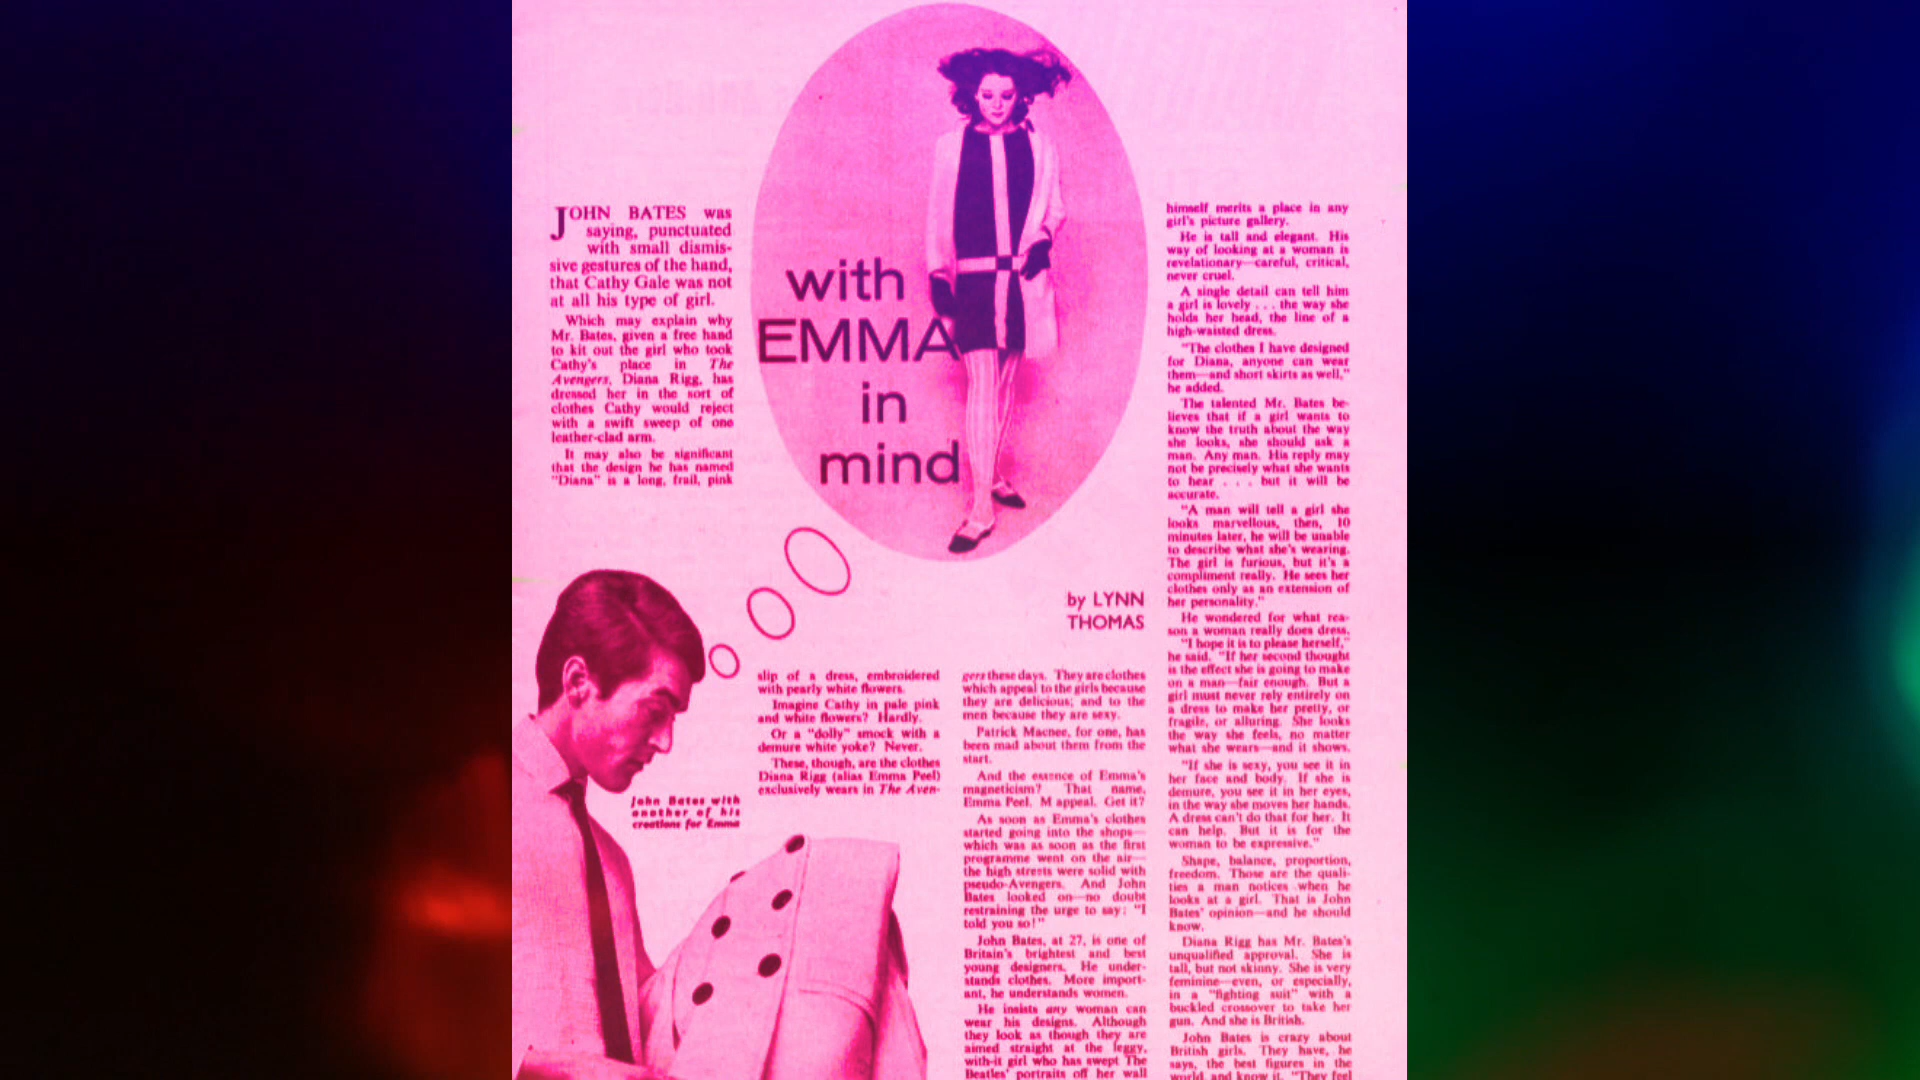 JOHN BATES was
saying, punctuated
with small dismis-
sive gestures of the hand,
that Cathy Gale was not
at all his type of girl.
Which may explain why
Mr. Bates, given a free hand
to kit out the girl who took
Cathy's place in The
Avengers, Diana Rigg, has
dressed her in the sort of
clothes Cathy would reject
with a swift sweep of one
leather-clad arm.
It may also be significant
that the design he has named
"Diana" is a long, frail, pink
with
EMMA
in
mind
by LYNN
THOMAS
John Bates with
another of his
creations for Emma
slip of a dress, embroidered
with pearly white flowers.
Imagine Cathy in pale pink
and white flowers? Hardly.
Or a "dolly" smock with a
demure white yoke? Never.
These, though, are the clothes
Diana Rigg (alias Emma Peel)
exclusively wears in The Aven-
gers these days. They are clothes
which appeal to the girls because
they are delicious; and to the
men because they are sexy.
Patrick Macnee, for one, has
been mad about them from the
start.
And the essence of Emma's
magneticism? That name,
Emma Peel. M appeal. Get it?
As soon as Emma's clothes
started going into the shops—
which was as soon as the first
programme went on the air—
the high streets were solid with
pseudo-Avengers. And John
Bates looked on—no doubt
restraining the urge to say: "I
told you so!"
John Bates, at 27, is one of
Britain's brightest and best
young designers. He under-
stands clothes. More import-
ant, he understands women.
He insists any woman can
wear his designs. Although
they look as though they are
aimed straight at the leggy,
with-it girl who has swept The
Beatles' portraits off her wall
himself merits a place in any
girl's picture gallery.
He is tall and elegant. His
way of looking at a woman is
revelationary—careful, critical,
never cruel.
A single detail can tell him
a girl is lovely . . . the way she
holds her head, the line of a
high-waisted dress.
"The clothes I have designed
for Diana, anyone can wear
them—and short skirts as well,"
he added.
The talented Mr. Bates be-
lieves that if a girl wants to
know the truth about the way
she looks, she should ask a
man. Any man. His reply may
not be precisely what she wants
to hear . . . but it will be
accurate.
"A man will tell a girl she
looks marvellous, then, 10
minutes later, he will be unable
to describe what she's wearing.
The girl is furious, but it's a
compliment really. He sees her
clothes only as an extension of
her personality."
He wondered for what rea-
son a woman really does dress.
"I hope it is to please herself,"
he said. "If her second thought
is the effect she is going to make
on a man—fair enough. But a
girl must never rely entirely on
a dress to make her pretty, or
fragile, or alluring. She looks
the way she feels, no matter
what she wears—and it shows.
"If she is sexy, you see it in
her face and body. If she is
demure, you see it in her eyes,
in the way she moves her hands.
A dress can't do that for her. It
can help. But it is for the
woman to be expressive."
Shape, balance, proportion,
freedom. Those are the quali-
ties a man notices when he
looks at a girl. That is John
Bates' opinion—and he should
know.
Diana Rigg has Mr. Bates's
unqualified approval. She is
tall, but not skinny. She is very
feminine—even, or especially,
in a "fighting suit" with a
buckled crossover to take her
gun. And she is British.
John Bates is crazy about
British girls. They have, he
says, the best figures in the
world, and know it. "They feel